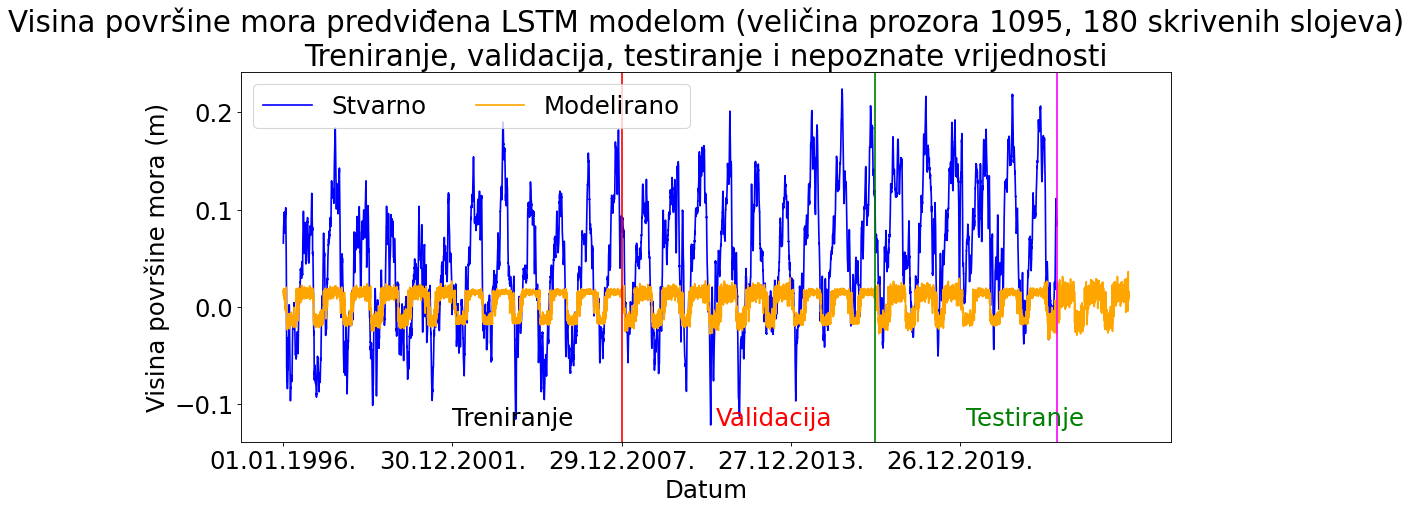 Visina površine mora predviđena LSTM modelom (veličina prozora 1095, 180 skrivenih slojeva)
Treniranje, validacija, testiranje i nepoznate vrijednosti
Stvarno
Modelirano
Visina površine mora (m)
0.2
0.1
0.0
−0.1
Treniranje
Validacija
Testiranje
01.01.1996.
30.12.2001.
29.12.2007.
27.12.2013.
26.12.2019.
Datum